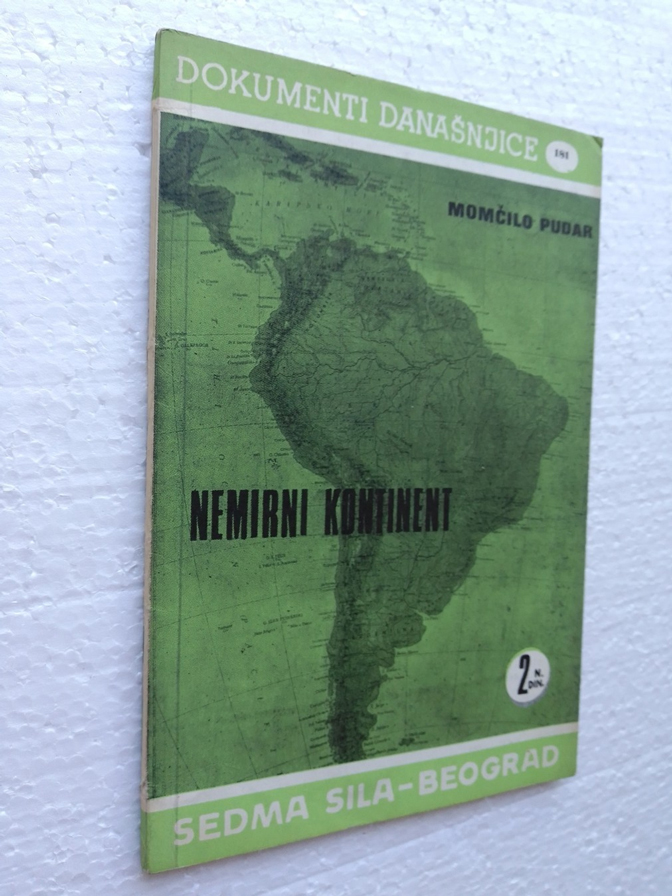 DOKUMENTI DANAŠNJICE 181
MOMČILO PUDAR
NEMIRNI KONTINENT
2 N. DIN.
SEDMA SILA-BEOGRAD